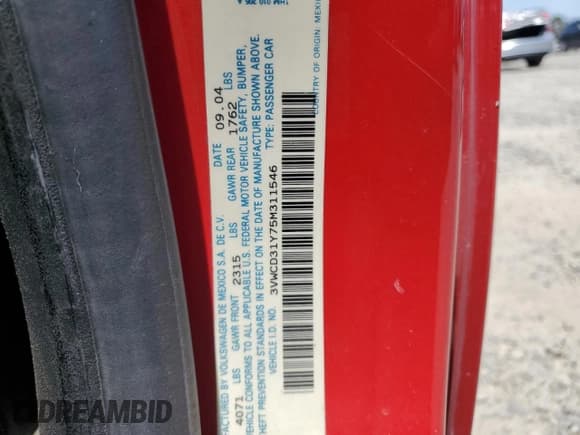 FACTURED BY VOLKSWAGEN DE MEXICO S.A. DE C.V. DATE 09.04
4071 LBS GAWR FRONT 2315 LBS GAWR REAR 1762 LBS
VEHICLE CONFORMS TO ALL APPLICABLE U.S. FEDERAL MOTOR VEHICLE SAFETY, BUMPER,
THEFT PREVENTION STANDARDS IN EFFECT ON THE DATE OF MANUFACTURE SHOWN ABOVE.
VEHICLE I.D. NO. 3VWCD31Y75M311546 TYPE: PASSENGER CAR
COUNTRY OF ORIGIN: MEXI
DREAMBID